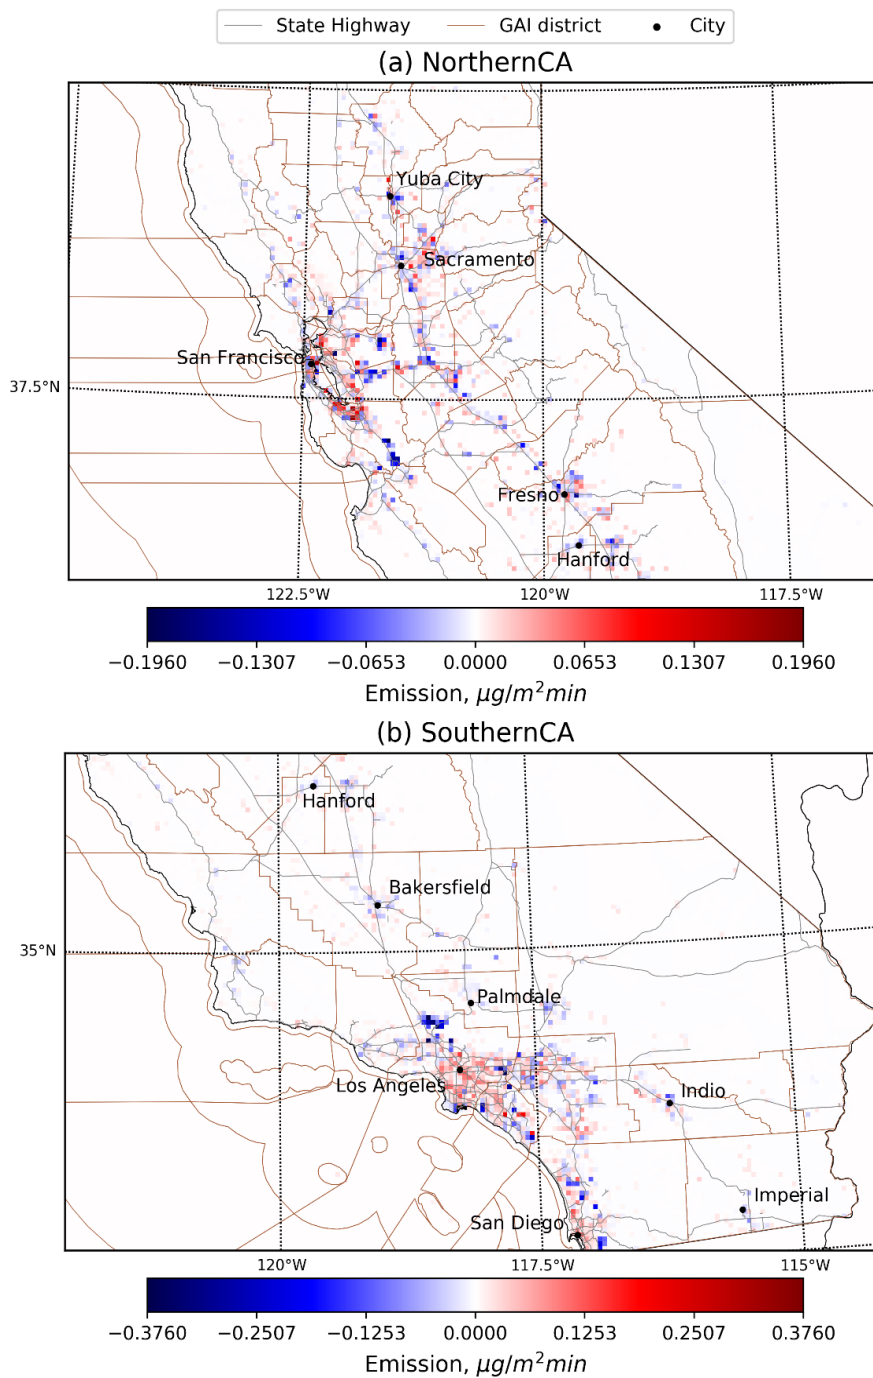 State Highway GAI district City
(a) NorthernCA
Yuba City
Sacramento
San Francisco
37.5°N
Fresno
Hanford
122.5°W 120°W 117.5°W
−0.1960 −0.1307 −0.0653 0.0000 0.0653 0.1307 0.1960
Emission, μg/m²min
(b) SouthernCA
Hanford
Bakersfield
35°N
Palmdale
Los Angeles
Indio
Imperial
San Diego
120°W 117.5°W 115°W
−0.3760 −0.2507 −0.1253 0.0000 0.1253 0.2507 0.3760
Emission, μg/m²min